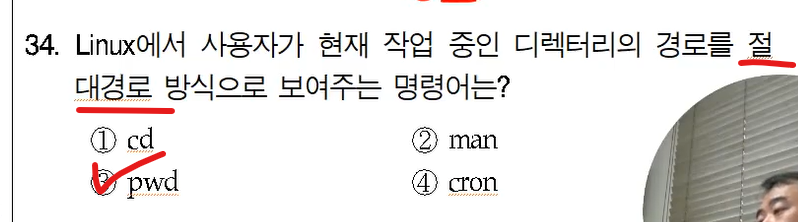 34. Linux에서 사용자가 현재 작업 중인 디렉터리의 경로를 절
대경로 방식으로 보여주는 명령어는?
① cd ② man
③ pwd ④ cron